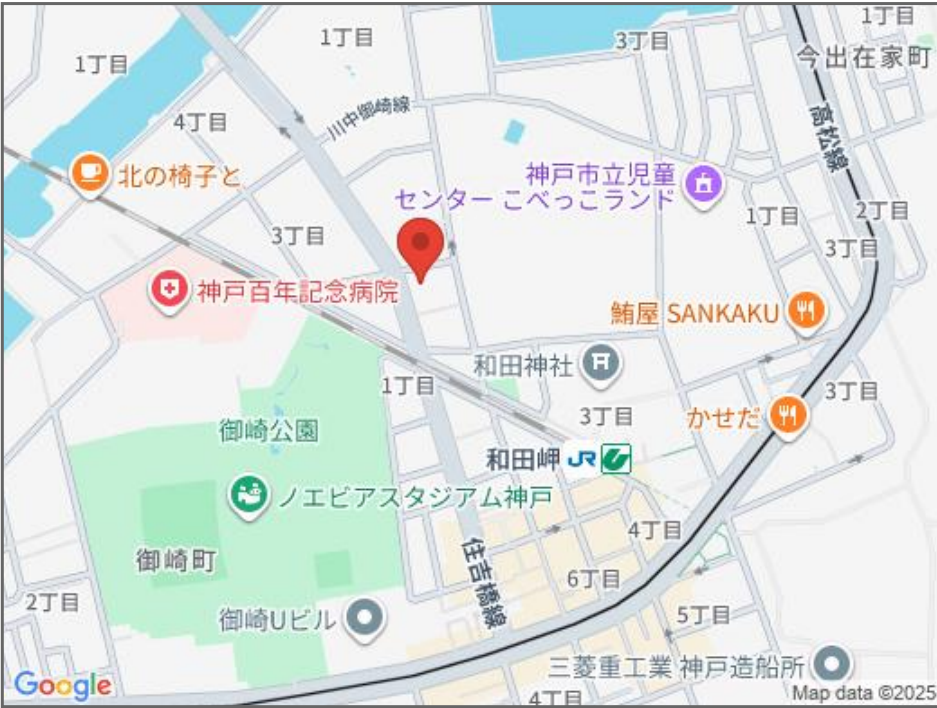 1丁目
1丁目
3丁目
1丁目
今出在家町
川中御崎線
4丁目
高松線
北の椅子と
神戸市立児童
センター こべっこランド
1丁目
2丁目
3丁目
3丁目
神戸百年記念病院
鮪屋 SANKAKU
和田神社
1丁目
3丁目
かせだ
3丁目
御崎公園
和田岬 JR
ノエビアスタジアム神戸
4丁目
御崎町
住吉橋線
6丁目
2丁目
御崎Uビル
5丁目
三菱重工業 神戸造船所
Google
4丁目
Map data ©2025